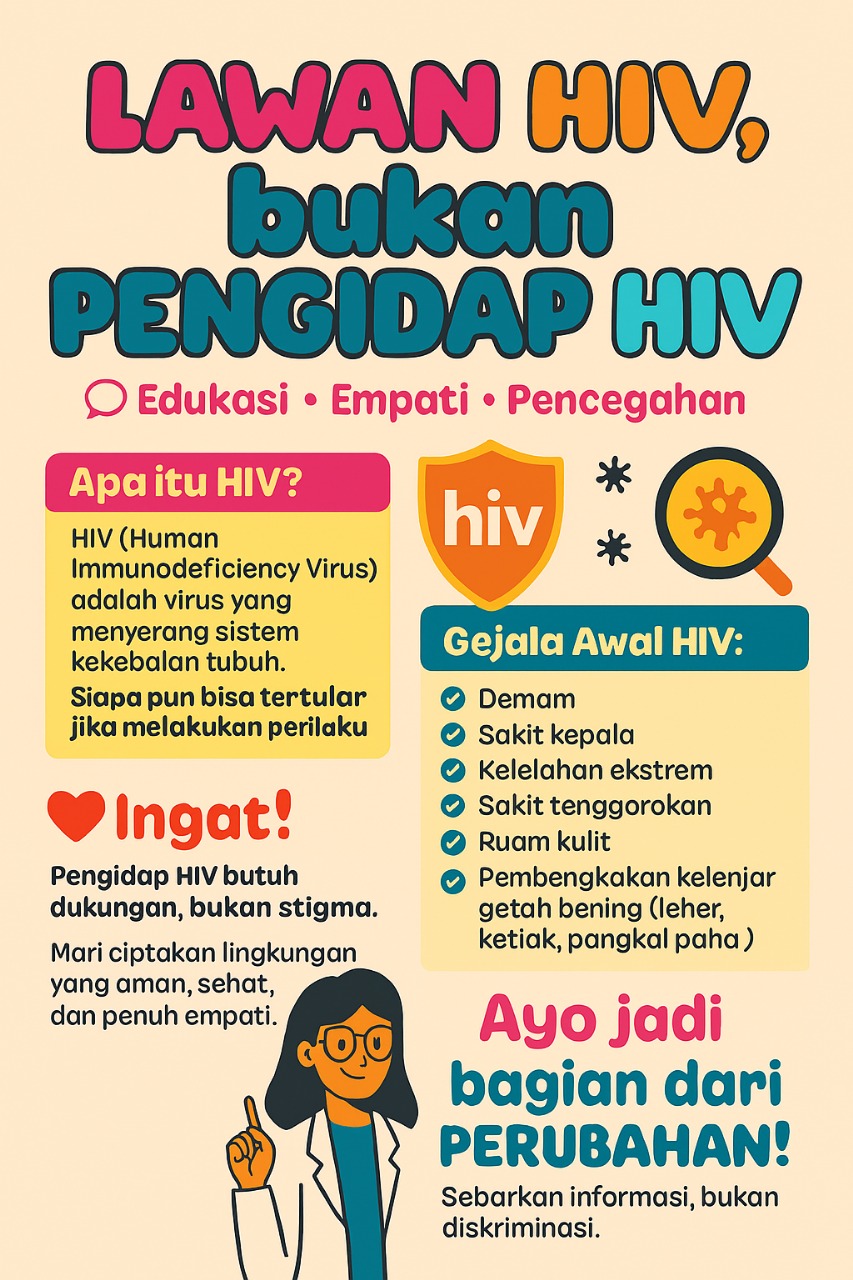 LAWAN HIV,
bukan
PENGIDAP HIV
Edukasi • Empati • Pencegahan
Apa itu HIV?
HIV (Human
Immunodeficiency Virus)
adalah virus yang
menyerang sistem
kekebalan tubuh.
Siapa pun bisa tertular
jika melakukan perilaku
hiv
Gejala Awal HIV:
Demam
Sakit kepala
Kelelahan ekstrem
Sakit tenggorokan
Ruam kulit
Pembengkakan kelenjar
getah bening (leher,
ketiak, pangkal paha )
Ingat!
Pengidap HIV butuh
dukungan, bukan stigma.
Mari ciptakan lingkungan
yang aman, sehat,
dan penuh empati.
Ayo jadi
bagian dari
PERUBAHAN!
Sebarkan informasi, bukan
diskriminasi.